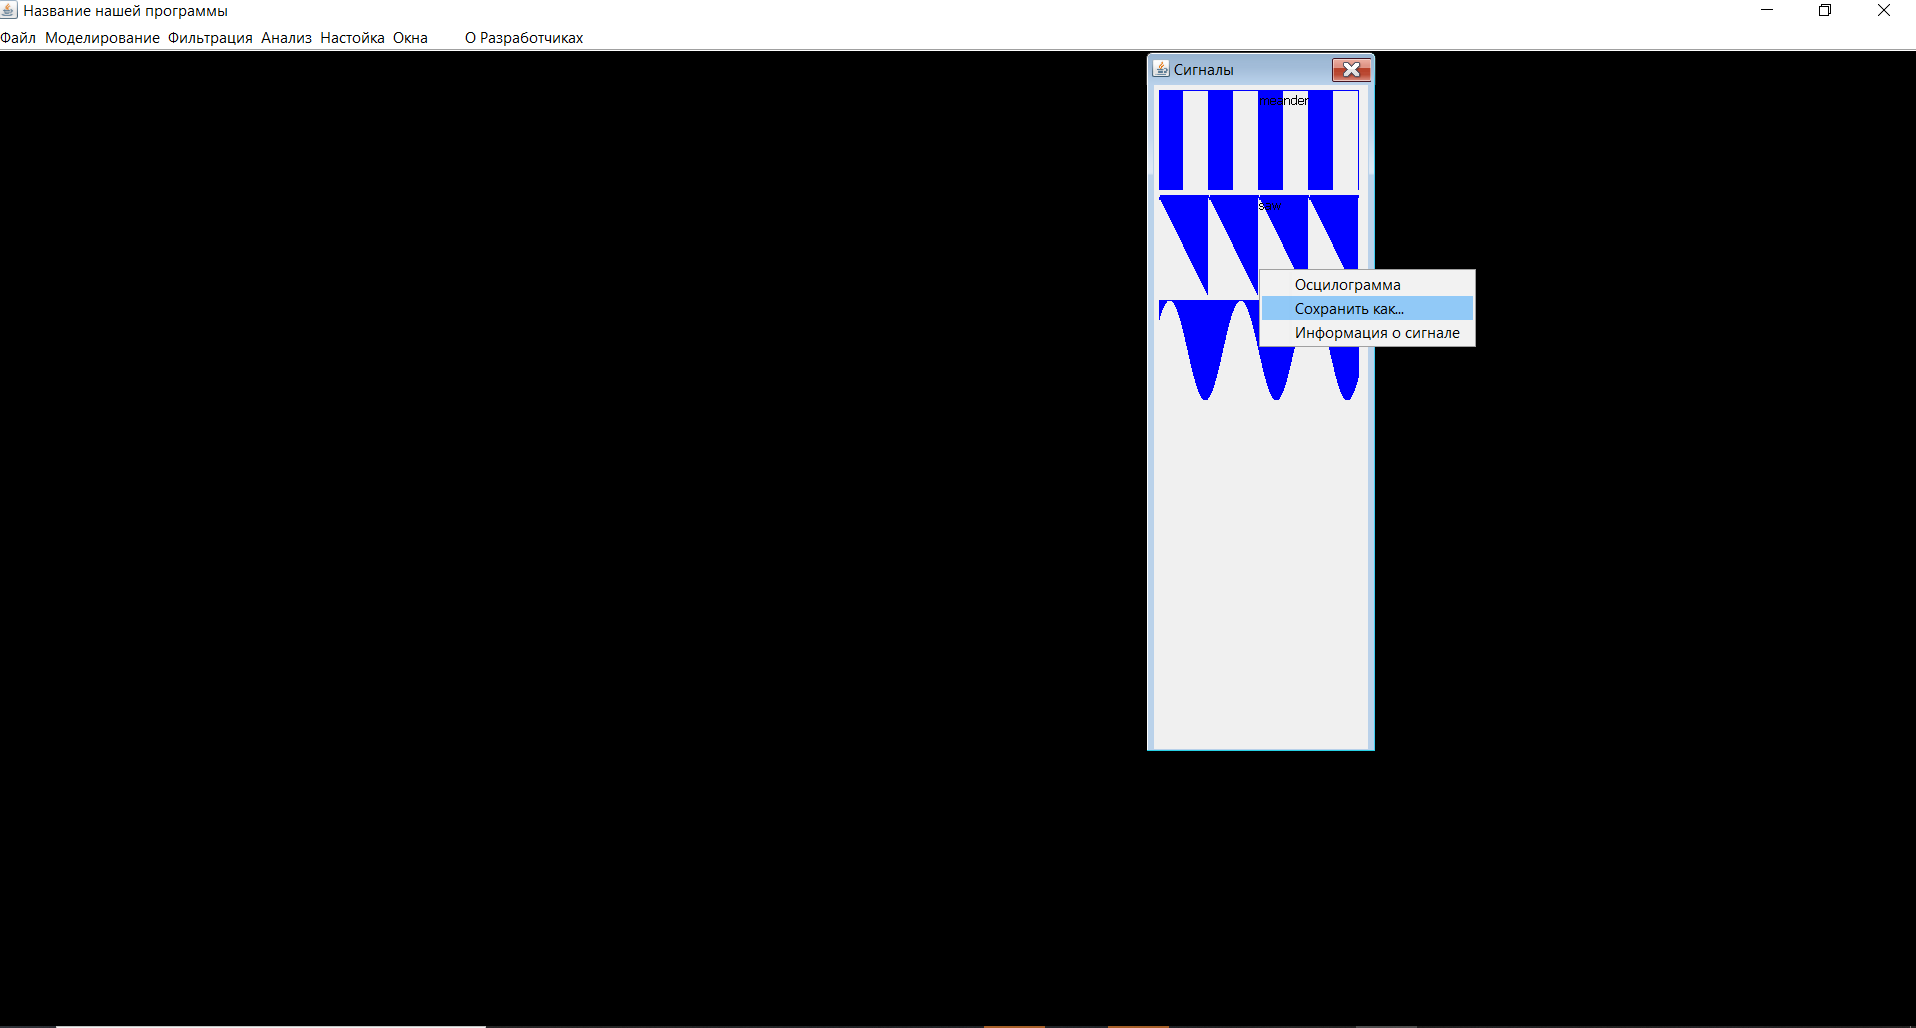 Название нашей программы
Файл Моделирование Фильтрация Анализ Настойка Окна О Разработчиках
Сигналы
meander
saw
Осцилограмма
Сохранить как...
Информация о сигнале